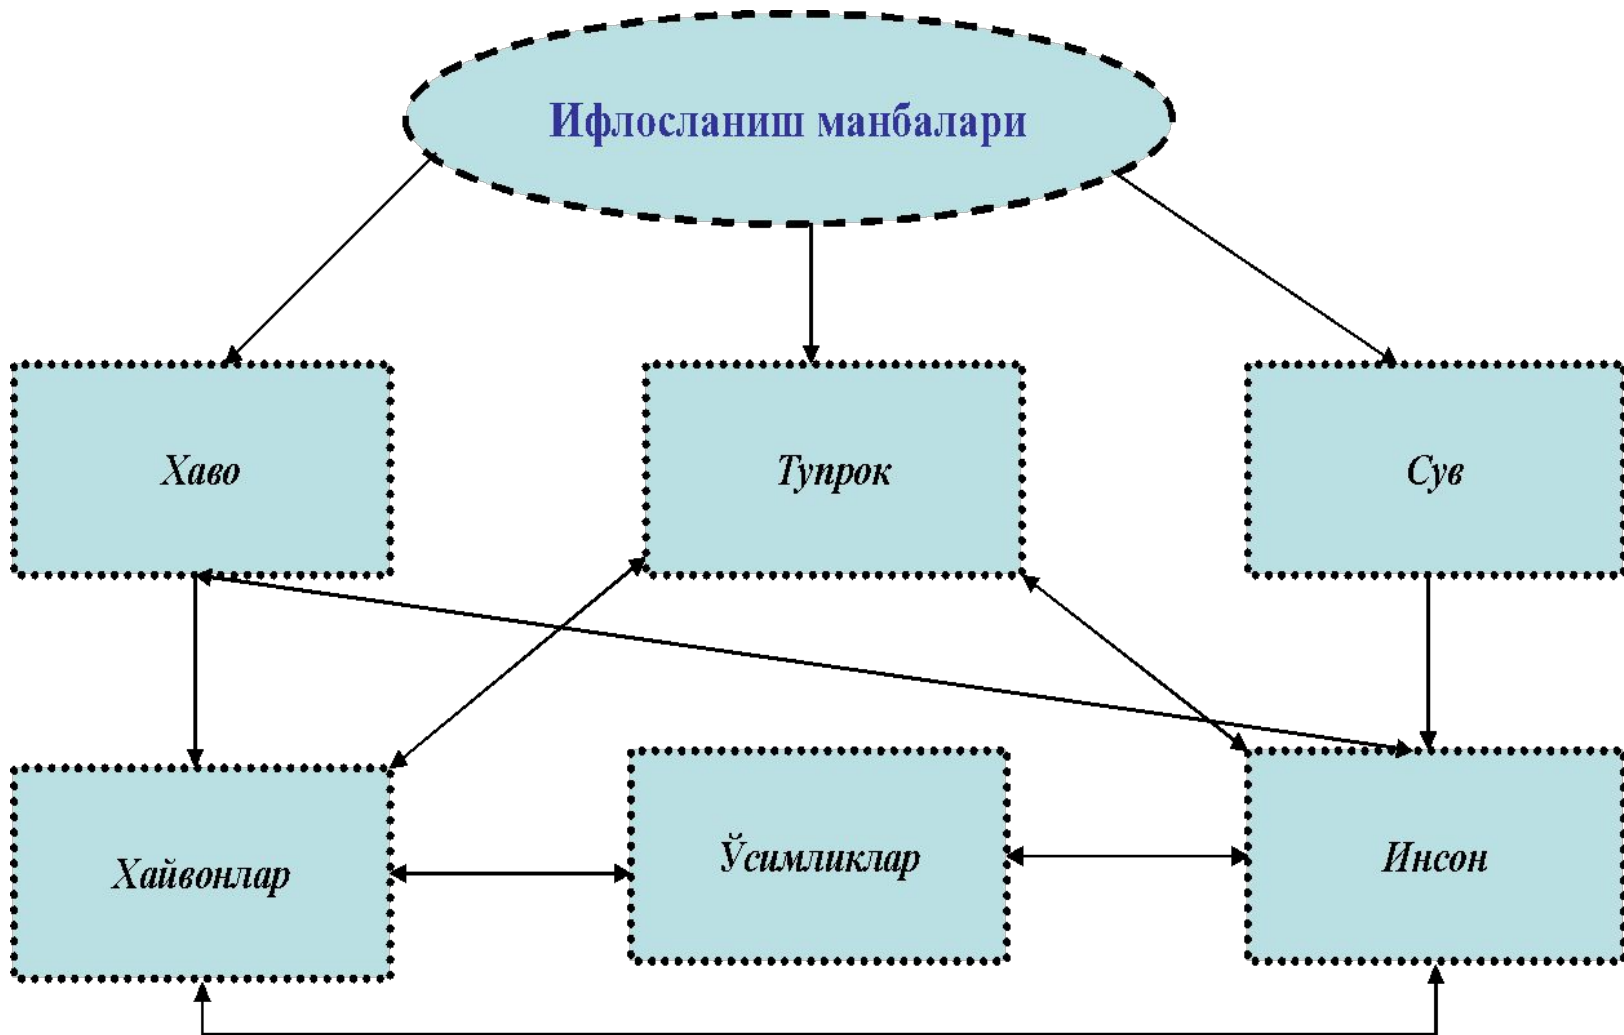 Ифлосланиш манбалари
Хаво
Тупрок
Сув
Хайвонлар
Ўсимликлар
Инсон